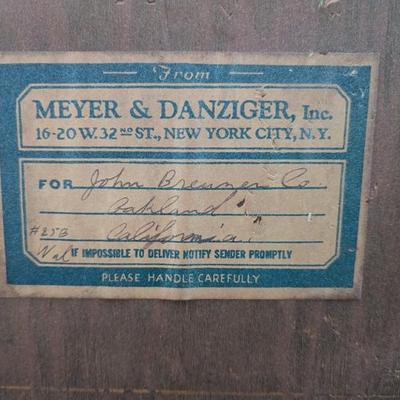 From
MEYER & DANZIGER, Inc.
16-20 W. 32ND ST., NEW YORK CITY, N.Y.
FOR John Breuner Co.
Oakland
California
IF IMPOSSIBLE TO DELIVER NOTIFY SENDER PROMPTLY
PLEASE HANDLE CAREFULLY